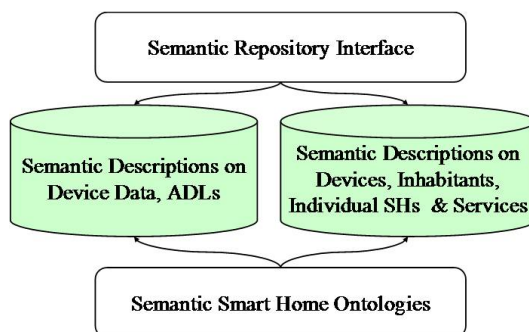 Semantic Repository Interface
Semantic Descriptions on
Device Data, ADLs
Semantic Descriptions on
Devices, Inhabitants,
Individual SHs & Services
Semantic Smart Home Ontologies